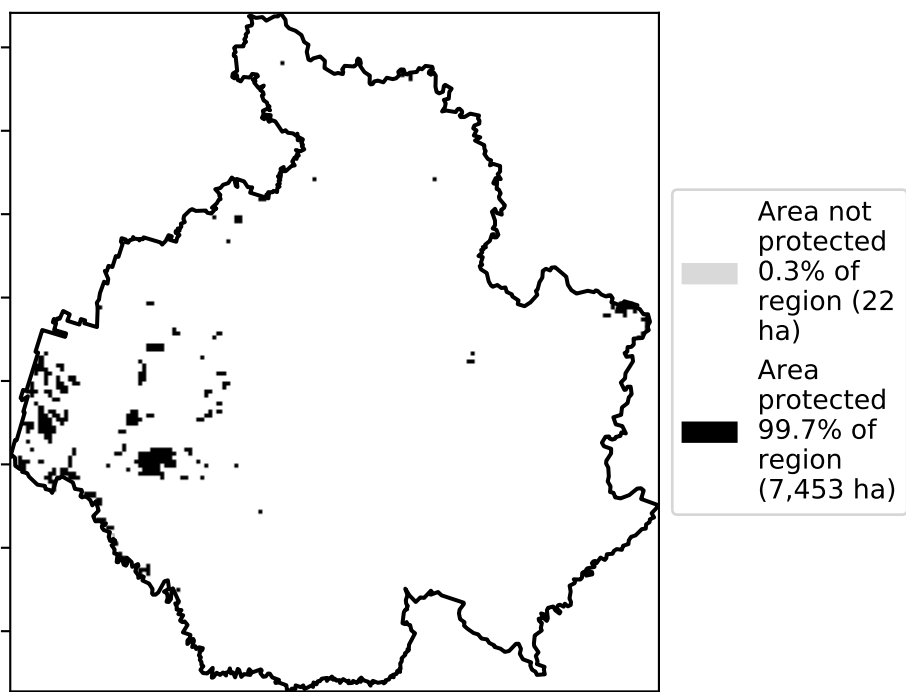 Area not
protected
0.3% of
region (22
ha)
Area
protected
99.7% of
region
(7,453 ha)